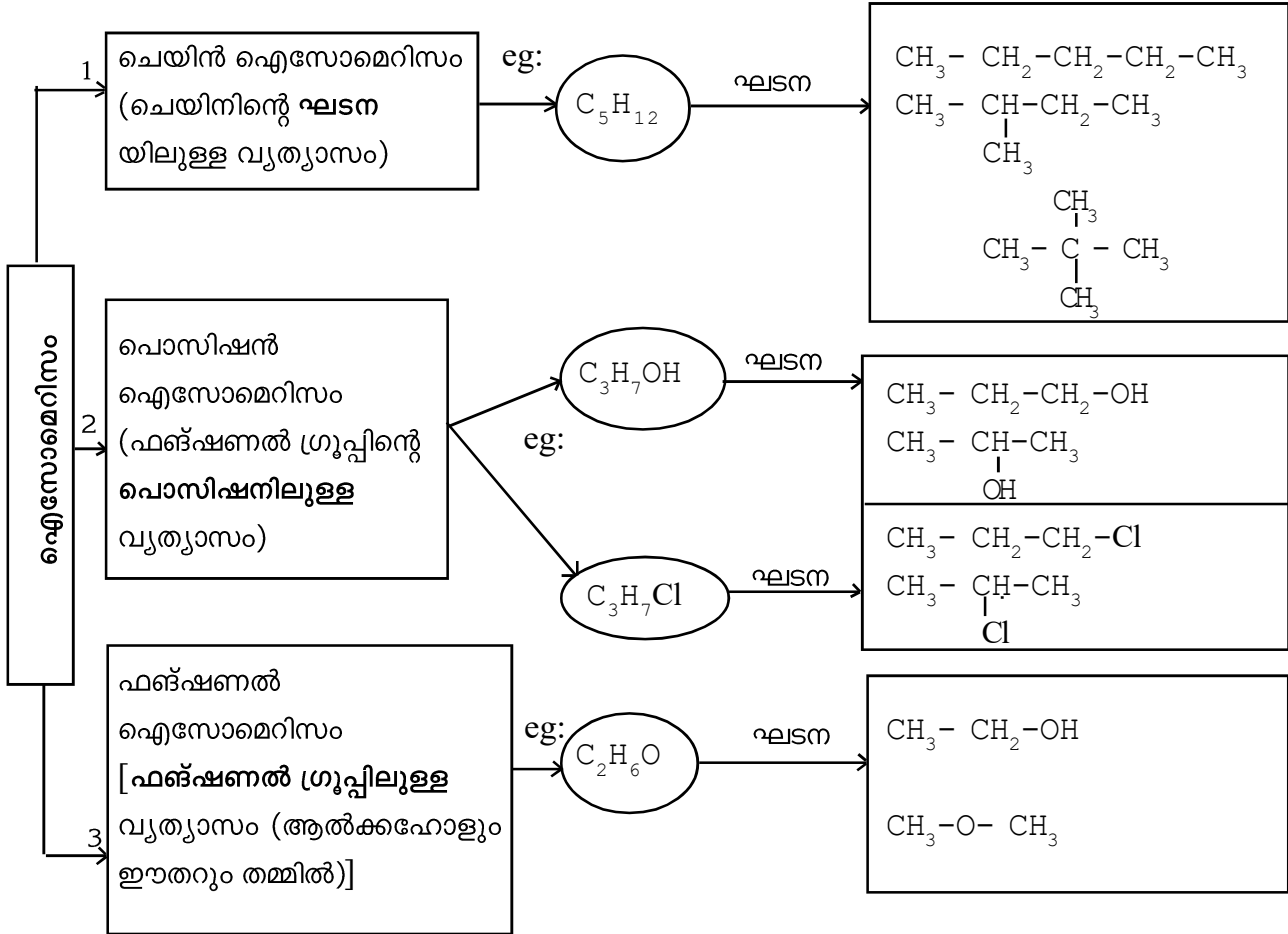 ഐസോമെറിസം
1
ചെയിൻ ഐസോമെറിസം
(ചെയിനിന്റെ ഘടന
യിലുള്ള വ്യത്യാസം)
eg:
C₅H₁₂
ഘടന
CH₃– CH₂–CH₂–CH₂–CH₃
CH₃– CH–CH₂–CH₃
CH₃
CH₃
CH₃– C – CH₃
CH₃
2
പൊസിഷൻ
ഐസോമെറിസം
(ഫങ്ഷണൽ ഗ്രൂപ്പിന്റെ
പൊസിഷനിലുള്ള
വ്യത്യാസം)
eg:
C₃H₇OH
ഘടന
CH₃– CH₂–CH₂–OH
CH₃– CH–CH₃
OH
C₃H₇Cl
ഘടന
CH₃– CH₂–CH₂–Cl
CH₃– CH–CH₃
Cl
3
ഫങ്ഷണൽ
ഐസോമെറിസം
[ഫങ്ഷണൽ ഗ്രൂപ്പിലുള്ള
വ്യത്യാസം (ആൽക്കഹോളും
ഈതറും തമ്മിൽ)]
eg:
C₂H₆O
ഘടന
CH₃– CH₂–OH
CH₃–O– CH₃